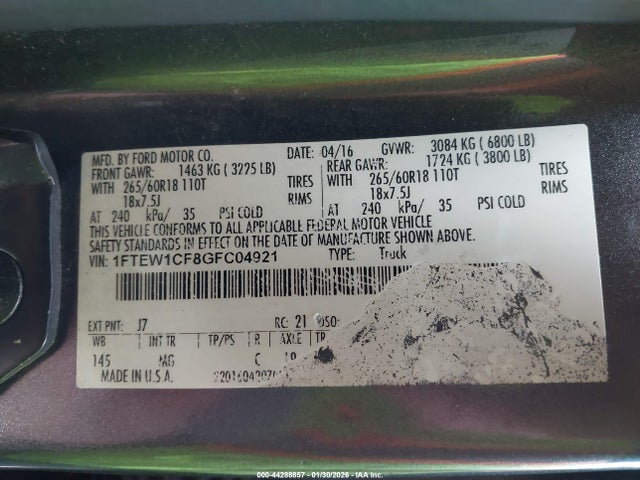 MFD. BY FORD MOTOR CO. DATE: 04/16 GVWR: 3084 KG ( 6800 LB)
FRONT GAWR: 1463 KG ( 3225 LB) REAR GAWR: 1724 KG ( 3800 LB)
WITH 265/60R18 110T TIRES WITH 265/60R18 110T TIRES
18x7.5J RIMS 18x7.5J RIMS
AT 240 kPa/ 35 PSI COLD AT 240 kPa/ 35 PSI COLD
THIS VEHICLE CONFORMS TO ALL APPLICABLE FEDERAL MOTOR VEHICLE
SAFETY STANDARDS IN EFFECT ON THE DATE OF MANUFACTURE SHOWN ABOVE.
VIN: 1FTEW1CF8GFC04921 TYPE: Truck
EXT PNT: J7 RC: 21 DSO:
WB INT TR TP/PS R AXLE TR
145 MG C
MADE IN U.S.A.
000-44288857 - 01/30/2026 - © IAA Inc.